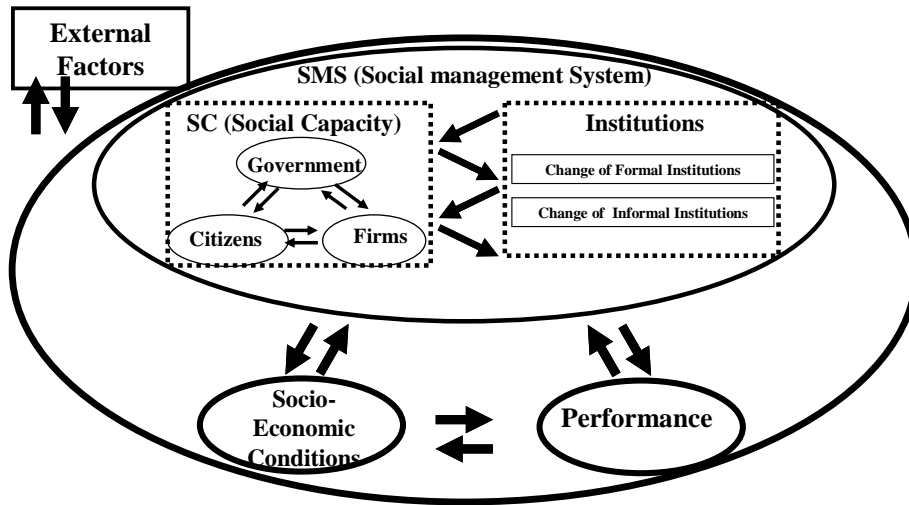 External
Factors
SMS (Social management System)
SC (Social Capacity)
Government
Citizens
Firms
Institutions
Change of Formal Institutions
Change of Informal Institutions
Socio-
Economic
Conditions
Performance